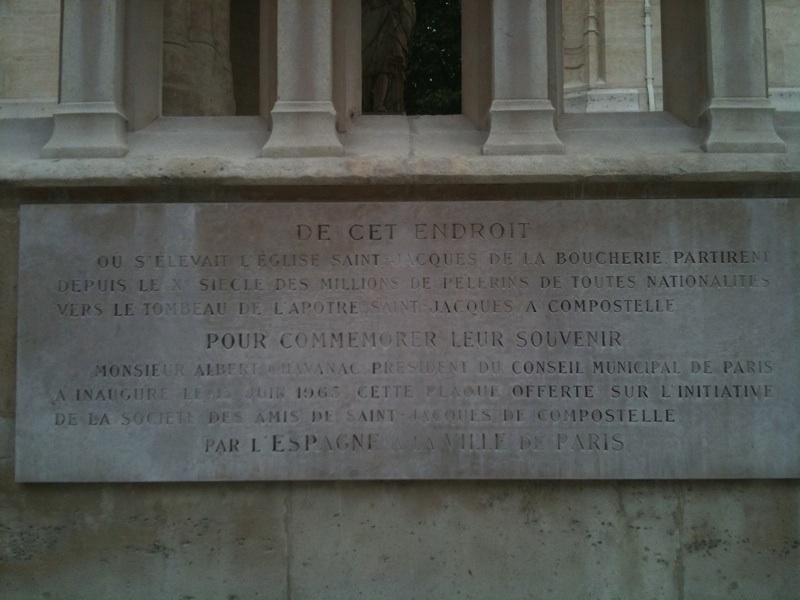 DE CET ENDROIT
OU S'ELEVAIT L'ÉGLISE SAINT-JACQUES DE LA BOUCHERIE PARTIRENT
DEPUIS LE Xᵉ SIECLE DES MILLIONS DE PELERINS DE TOUTES NATIONALITES
VERS LE TOMBEAU DE L'APOTRE SAINT-JACQUES A COMPOSTELLE
POUR COMMEMORER LEUR SOUVENIR
MONSIEUR ALBERT CHAVANAC PRESIDENT DU CONSEIL MUNICIPAL DE PARIS
A INAUGURE LE 15 JUIN 1965 CETTE PLAQUE OFFERTE SUR L'INITIATIVE
DE LA SOCIETE DES AMIS DE SAINT-JACQUES DE COMPOSTELLE
PAR L'ESPAGNE A LA VILLE DE PARIS